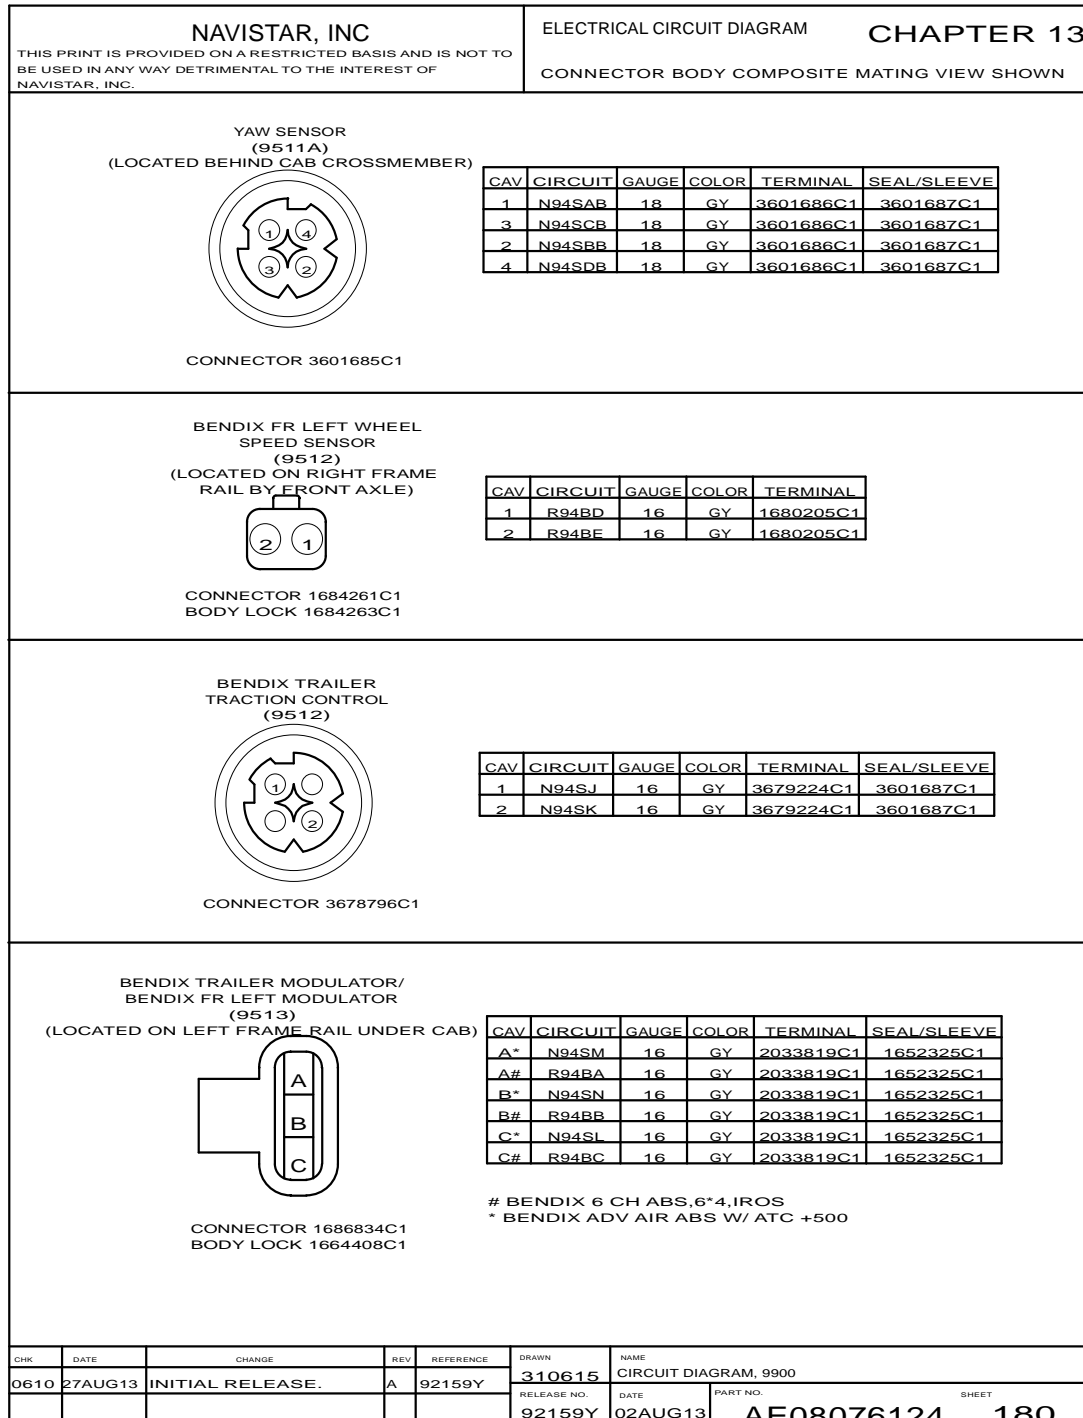 NAVISTAR, INC
THIS PRINT IS PROVIDED ON A RESTRICTED BASIS AND IS NOT TO
BE USED IN ANY WAY DETRIMENTAL TO THE INTEREST OF
NAVISTAR, INC.
ELECTRICAL CIRCUIT DIAGRAM
CHAPTER 13
CONNECTOR BODY COMPOSITE MATING VIEW SHOWN
YAW SENSOR
(9511A)
(LOCATED BEHIND CAB CROSSMEMBER)
1 4
3 2
CONNECTOR 3601685C1
CAV CIRCUIT GAUGE COLOR TERMINAL SEAL/SLEEVE
1 N94SAB 18 GY 3601686C1 3601687C1
3 N94SCB 18 GY 3601686C1 3601687C1
2 N94SBB 18 GY 3601686C1 3601687C1
4 N94SDB 18 GY 3601686C1 3601687C1
BENDIX FR LEFT WHEEL
SPEED SENSOR
(9512)
(LOCATED ON RIGHT FRAME
RAIL BY FRONT AXLE)
2 1
CONNECTOR 1684261C1
BODY LOCK 1684263C1
CAV CIRCUIT GAUGE COLOR TERMINAL
1 R94BD 16 GY 1680205C1
2 R94BE 16 GY 1680205C1
BENDIX TRAILER
TRACTION CONTROL
(9512)
1
2
CONNECTOR 3678796C1
CAV CIRCUIT GAUGE COLOR TERMINAL SEAL/SLEEVE
1 N94SJ 16 GY 3679224C1 3601687C1
2 N94SK 16 GY 3679224C1 3601687C1
BENDIX TRAILER MODULATOR/
BENDIX FR LEFT MODULATOR
(9513)
(LOCATED ON LEFT FRAME RAIL UNDER CAB)
A
B
C
CONNECTOR 1686834C1
BODY LOCK 1664408C1
CAV CIRCUIT GAUGE COLOR TERMINAL SEAL/SLEEVE
A* N94SM 16 GY 2033819C1 1652325C1
A# R94BA 16 GY 2033819C1 1652325C1
B* N94SN 16 GY 2033819C1 1652325C1
B# R94BB 16 GY 2033819C1 1652325C1
C* N94SL 16 GY 2033819C1 1652325C1
C# R94BC 16 GY 2033819C1 1652325C1
# BENDIX 6 CH ABS,6*4,IROS
* BENDIX ADV AIR ABS W/ ATC +500
CHK DATE CHANGE REV REFERENCE
0610 27AUG13 INITIAL RELEASE. A 92159Y
DRAWN
310615
NAME
CIRCUIT DIAGRAM, 9900
RELEASE NO.
92159Y
DATE
02AUG13
PART NO.
AF08076124
SHEET
180